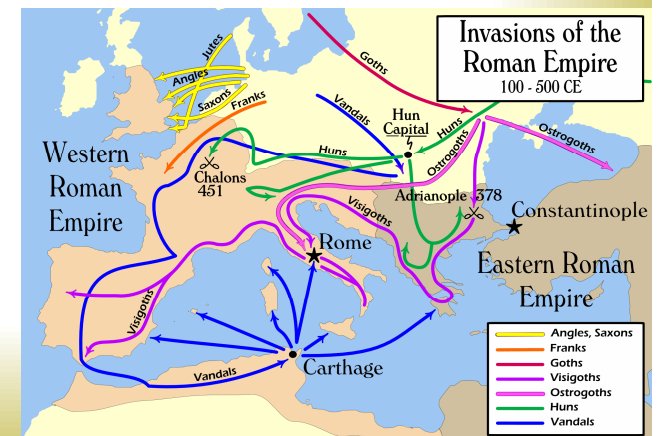 Invasions of the
Roman Empire
100 - 500 CE
Jutes
Angles
Saxons
Franks
Goths
Vandals
Hun
Capital
Huns
Ostrogoths
Ostrogoths
Huns
Western
Roman
Empire
Chalons
451
Adrianople
378
Visigoths
Constantinople
Rome
Eastern Roman
Empire
Visigoths
Carthage
Vandals
Angles, Saxons
Franks
Goths
Visigoths
Ostrogoths
Huns
Vandals